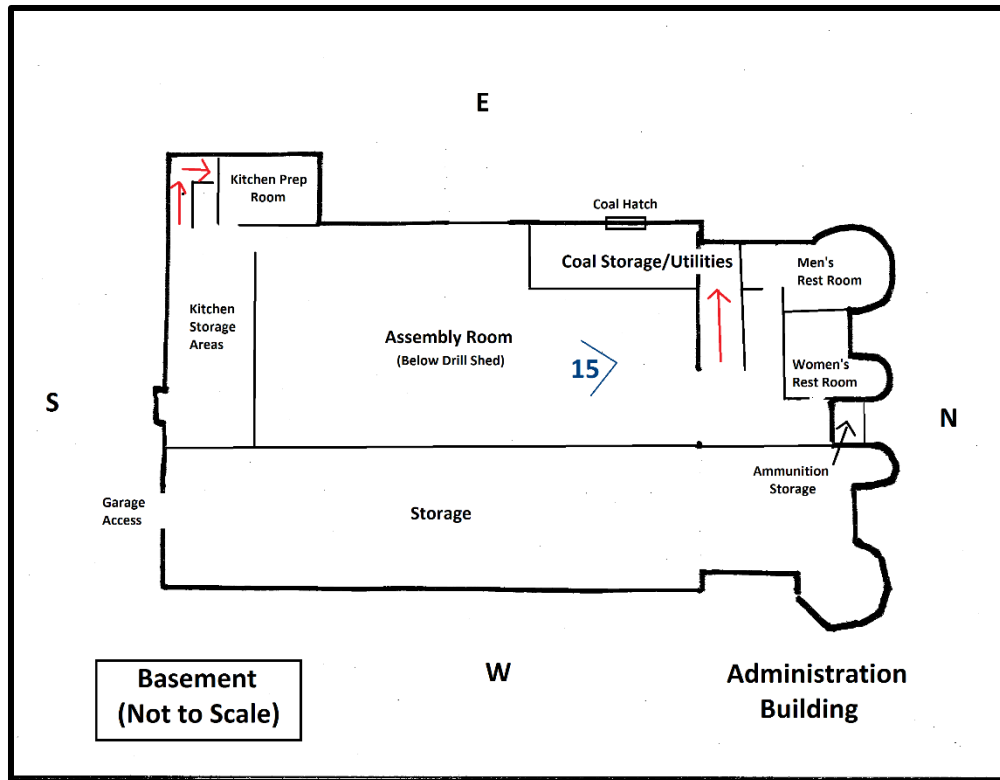 E
Kitchen Prep
Room
Coal Hatch
Coal Storage/Utilities
Men's
Rest Room
Kitchen
Storage
Areas
Assembly Room
(Below Drill Shed)
15
Women's
Rest Room
S
N
Ammunition
Storage
Garage
Access
Storage
W
Basement
(Not to Scale)
Administration
Building